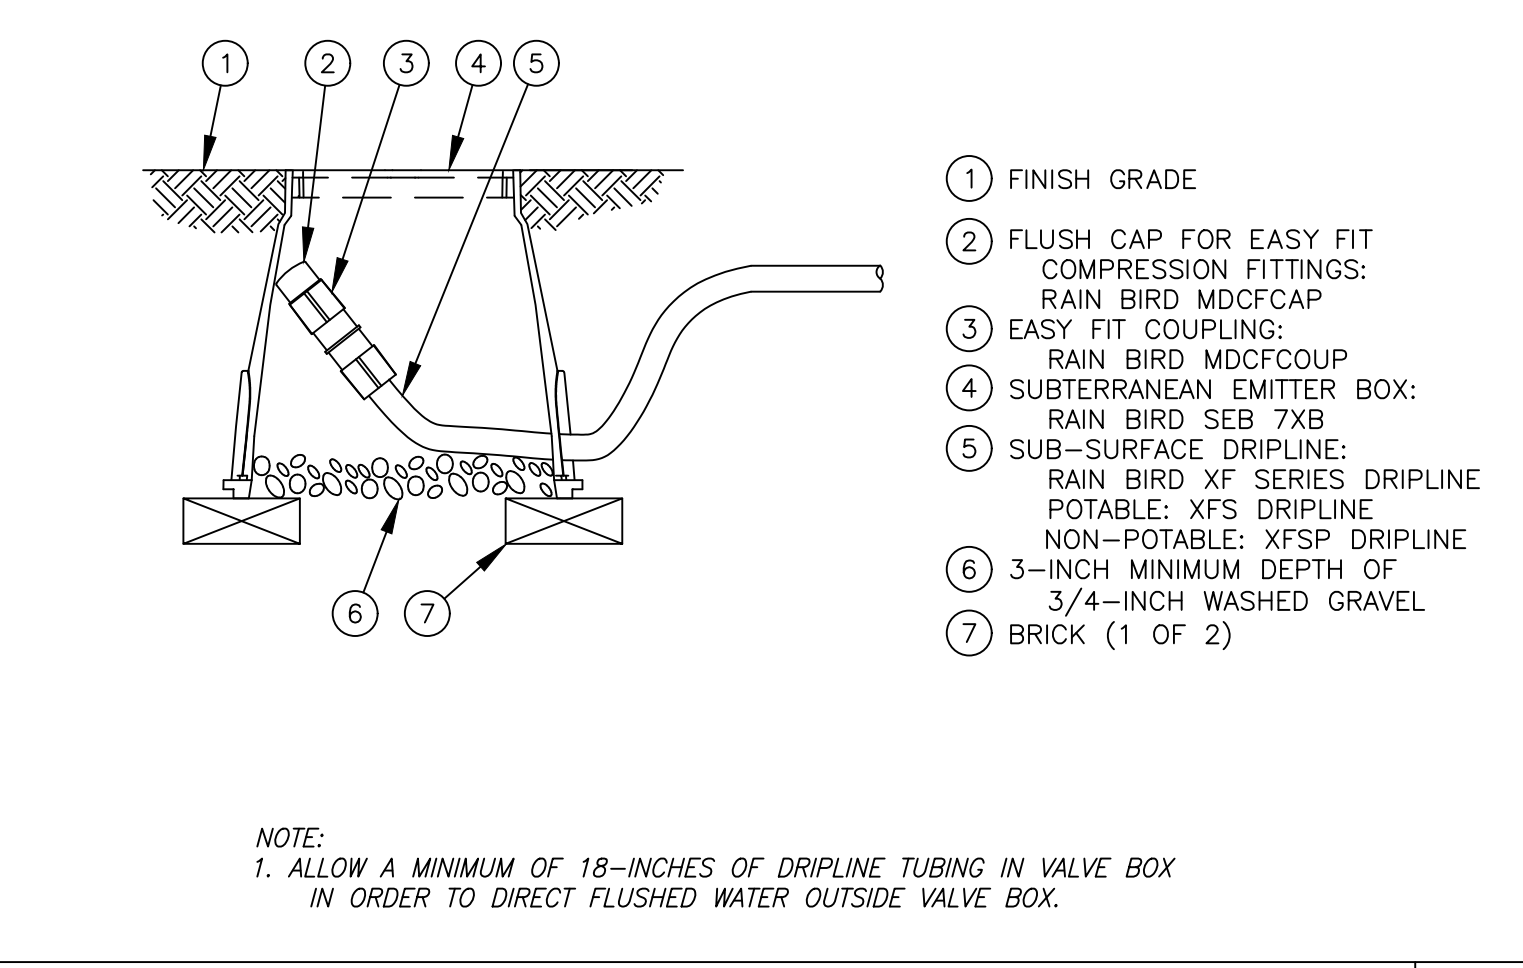 1 2 3 4 5
1 FINISH GRADE
2 FLUSH CAP FOR EASY FIT
COMPRESSION FITTINGS:
RAIN BIRD MDCFCAP
3 EASY FIT COUPLING:
RAIN BIRD MDCFCOUP
4 SUBTERRANEAN EMITTER BOX:
RAIN BIRD SEB 7XB
5 SUB-SURFACE DRIPLINE:
RAIN BIRD XF SERIES DRIPLINE
POTABLE: XFS DRIPLINE
NON-POTABLE: XFSP DRIPLINE
6 3-INCH MINIMUM DEPTH OF
3/4-INCH WASHED GRAVEL
7 BRICK (1 OF 2)
6 7
NOTE:
1. ALLOW A MINIMUM OF 18-INCHES OF DRIPLINE TUBING IN VALVE BOX
IN ORDER TO DIRECT FLUSHED WATER OUTSIDE VALVE BOX.